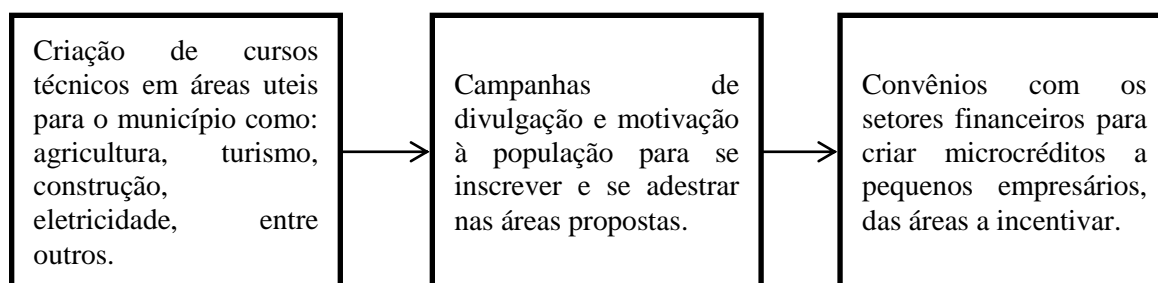 Criação de cursos
técnicos em áreas uteis
para o município como:
agricultura, turismo,
construção,
eletricidade, entre
outros.
Campanhas de
divulgação e motivação
à população para se
inscrever e se adestrar
nas áreas propostas.
Convênios com os
setores financeiros para
criar microcréditos a
pequenos empresários,
das áreas a incentivar.